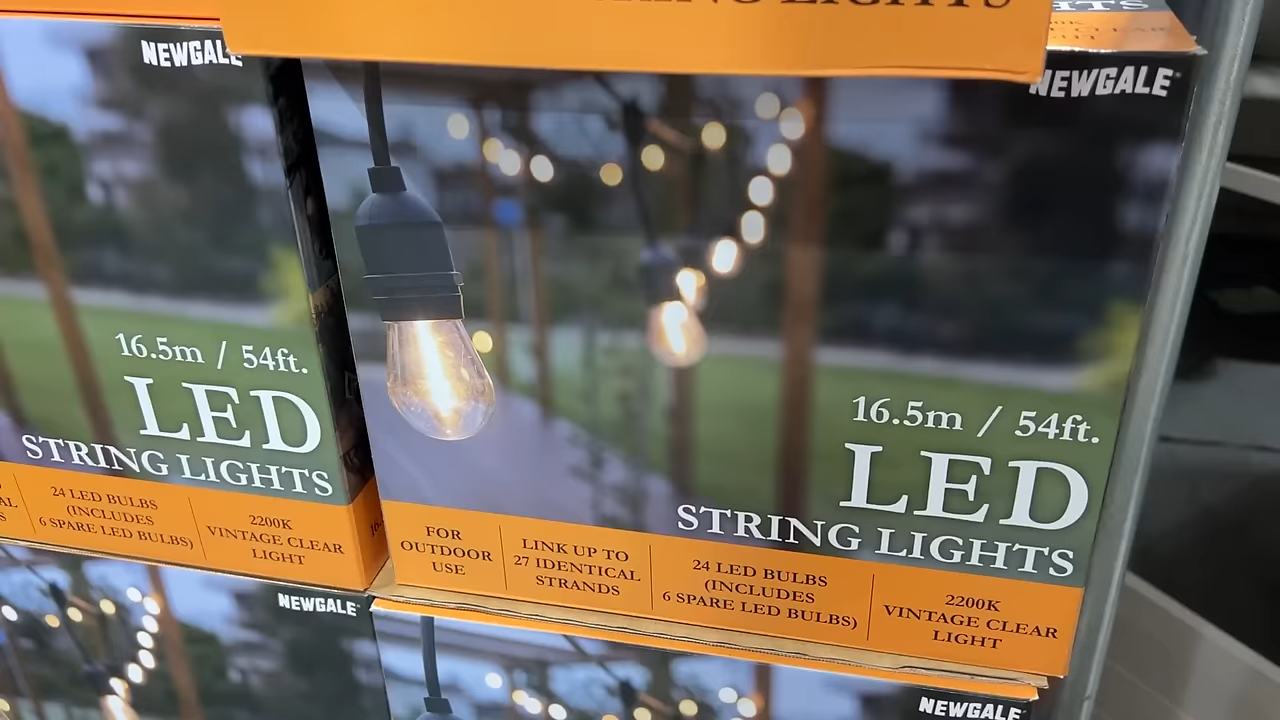 LIGHTS
NEWGALE
16.5m / 54ft.
LED
STRING LIGHTS
24 LED BULBS
(INCLUDES
6 SPARE LED BULBS)
2200K
VINTAGE CLEAR
LIGHT
NEWGALE
16.5m / 54ft.
LED
STRING LIGHTS
FOR
OUTDOOR
USE
LINK UP TO
27 IDENTICAL
STRANDS
24 LED BULBS
(INCLUDES
6 SPARE LED BULBS)
2200K
VINTAGE CLEAR
LIGHT
NEWGALE
NEWGALE